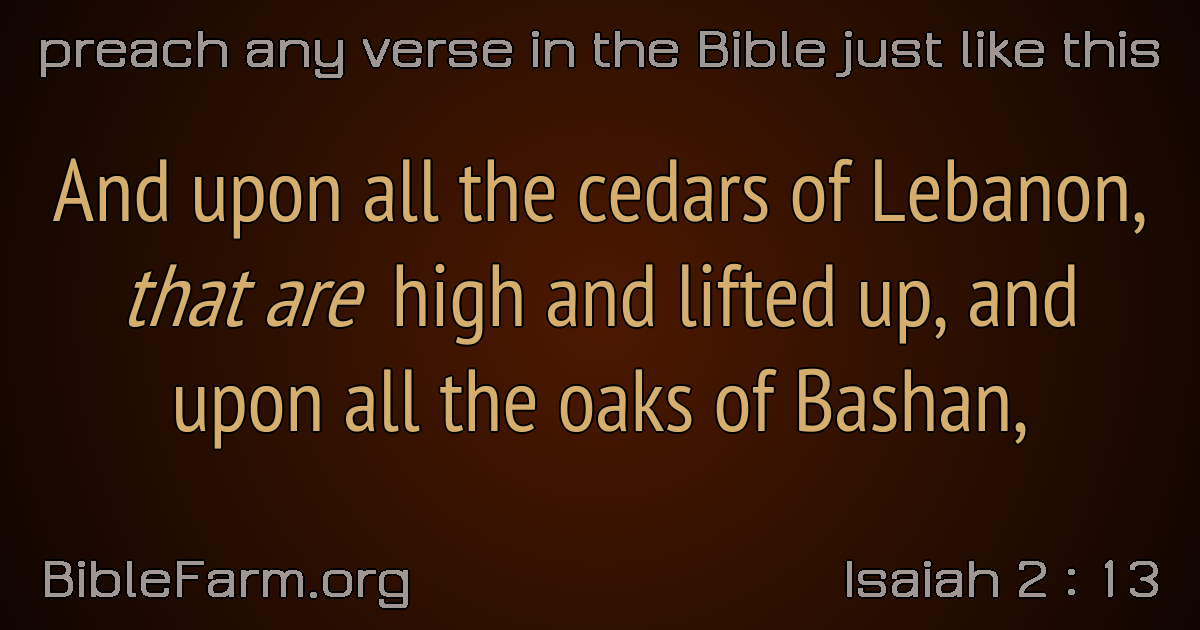 preach any verse in the Bible just like this
And upon all the cedars of Lebanon,
that are high and lifted up, and
upon all the oaks of Bashan,
BibleFarm.org
Isaiah 2 : 13